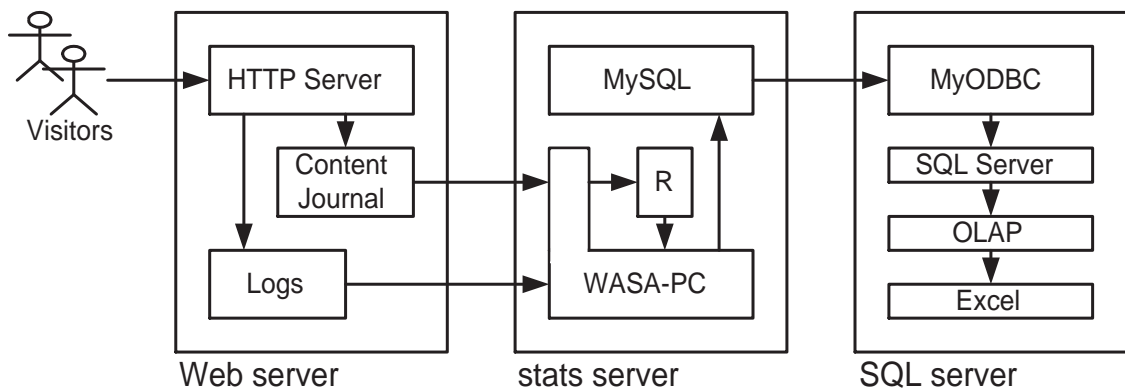 Visitors
HTTP Server
Content
Journal
Logs
Web server
MySQL
R
WASA-PC
stats server
MyODBC
SQL Server
OLAP
Excel
SQL server